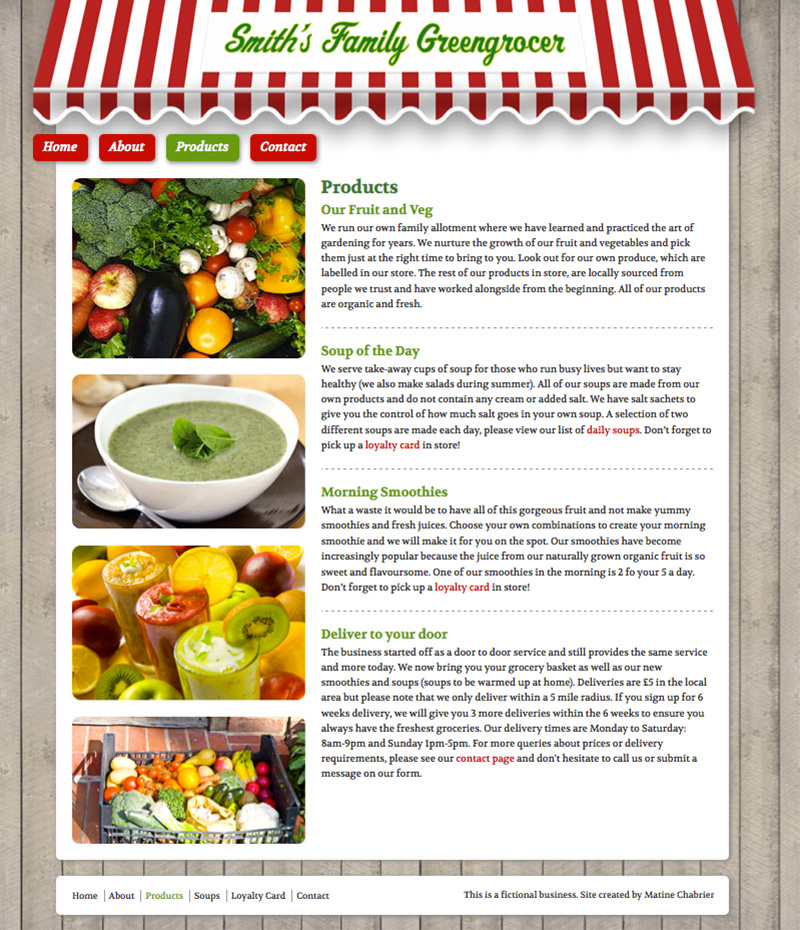 Smith's Family Greengrocer
Home
About
Products
Contact
Products
Our Fruit and Veg
We run our own family allotment where we have learned and practiced the art of
gardening for years. We nurture the growth of our fruit and vegetables and pick
them just at the right time to bring to you. Look out for our own produce, which are
labelled in our store. The rest of our products in store, are locally sourced from
people we trust and have worked alongside from the beginning. All of our products
are organic and fresh.
Soup of the Day
We serve take-away cups of soup for those who run busy lives but want to stay
healthy (we also make salads during summer). All of our soups are made from our
own products and do not contain any cream or added salt. We have salt sachets to
give you the control of how much salt goes in your own soup. A selection of two
different soups are made each day, please view our list of daily soups. Don't forget to
pick up a loyalty card in store!
Morning Smoothies
What a waste it would be to have all of this gorgeous fruit and not make yummy
smoothies and fresh juices. Choose your own combinations to create your morning
smoothie and we will make it for you on the spot. Our smoothies have become
increasingly popular because the juice from our naturally grown organic fruit is so
sweet and flavoursome. One of our smoothies in the morning is 2 fo your 5 a day.
Don't forget to pick up a loyalty card in store!
Deliver to your door
The business started off as a door to door service and still provides the same service
and more today. We now bring you your grocery basket as well as our new
smoothies and soups (soups to be warmed up at home). Deliveries are £5 in the local
area but please note that we only deliver within a 5 mile radius. If you sign up for 6
weeks delivery, we will give you 3 more deliveries within the 6 weeks to ensure you
always have the freshest groceries. Our delivery times are Monday to Saturday:
8am-9pm and Sunday 1pm-5pm. For more queries about prices or delivery
requirements, please see our contact page and don't hesitate to call us or submit a
message on our form.
Home | About | Products | Soups | Loyalty Card | Contact
This is a fictional business. Site created by Matine Chabrier